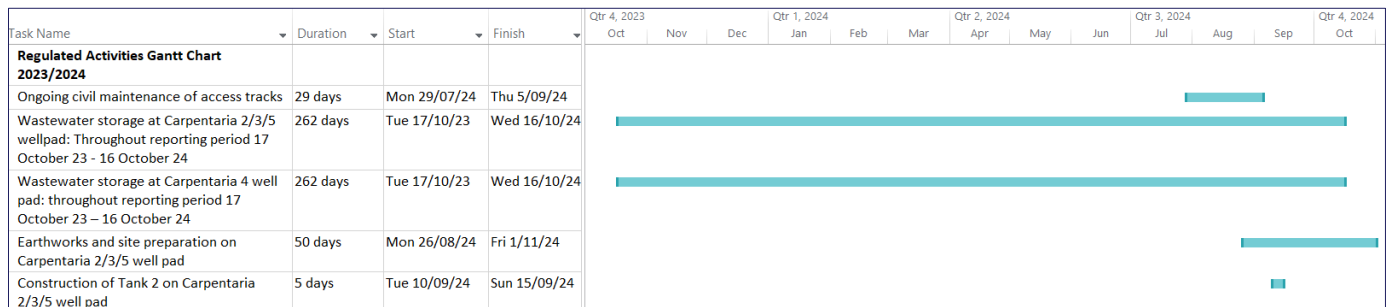 Qtr 4, 2023 Qtr 1, 2024 Qtr 2, 2024 Qtr 3, 2024 Qtr 4, 2024
Task Name Duration Start Finish Oct Nov Dec Jan Feb Mar Apr May Jun Jul Aug Sep Oct
Regulated Activities Gantt Chart
2023/2024
Ongoing civil maintenance of access tracks 29 days Mon 29/07/24 Thu 5/09/24
Wastewater storage at Carpentaria 2/3/5 262 days Tue 17/10/23 Wed 16/10/24
wellpad: Throughout reporting period 17
October 23 - 16 October 24
Wastewater storage at Carpentaria 4 well 262 days Tue 17/10/23 Wed 16/10/24
pad: throughout reporting period 17
October 23 – 16 October 24
Earthworks and site preparation on 50 days Mon 26/08/24 Fri 1/11/24
Carpentaria 2/3/5 well pad
Construction of Tank 2 on Carpentaria 5 days Tue 10/09/24 Sun 15/09/24
2/3/5 well pad